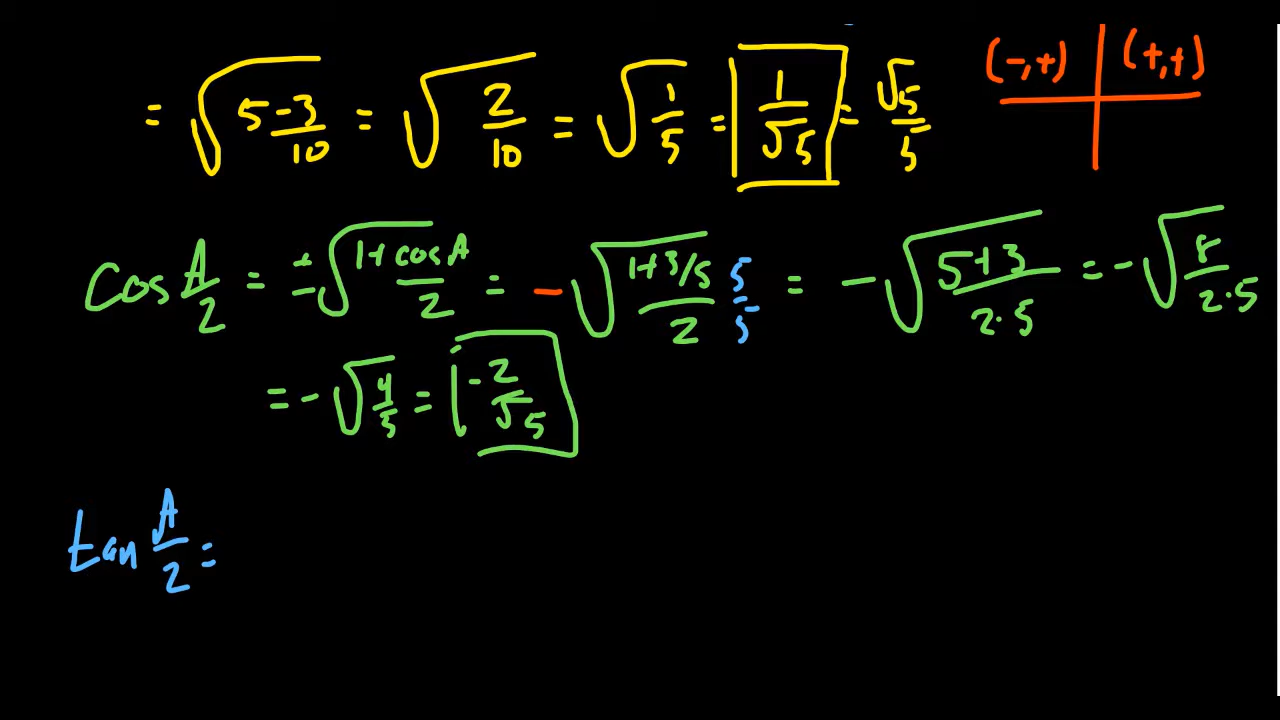 = √((5-3)/10) = √(2/10) = √(1/5) = 1/√5 = √5/5
(-,+) (+,+)
cos A/2 = ±√((1+cos A)/2) = -√((1+3/5)/2) 5/5 = -√((5+3)/(2·5)) = -√(8/(2·5))
= -√(4/5) = -2/√5
tan A/2 =